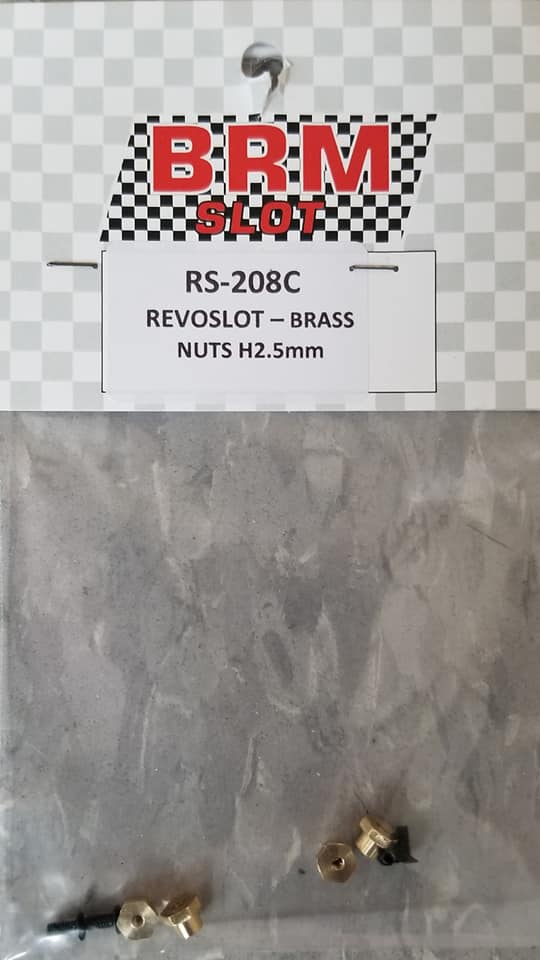 BRM
SLOT
RS-208C
REVOSLOT – BRASS
NUTS H2.5mm